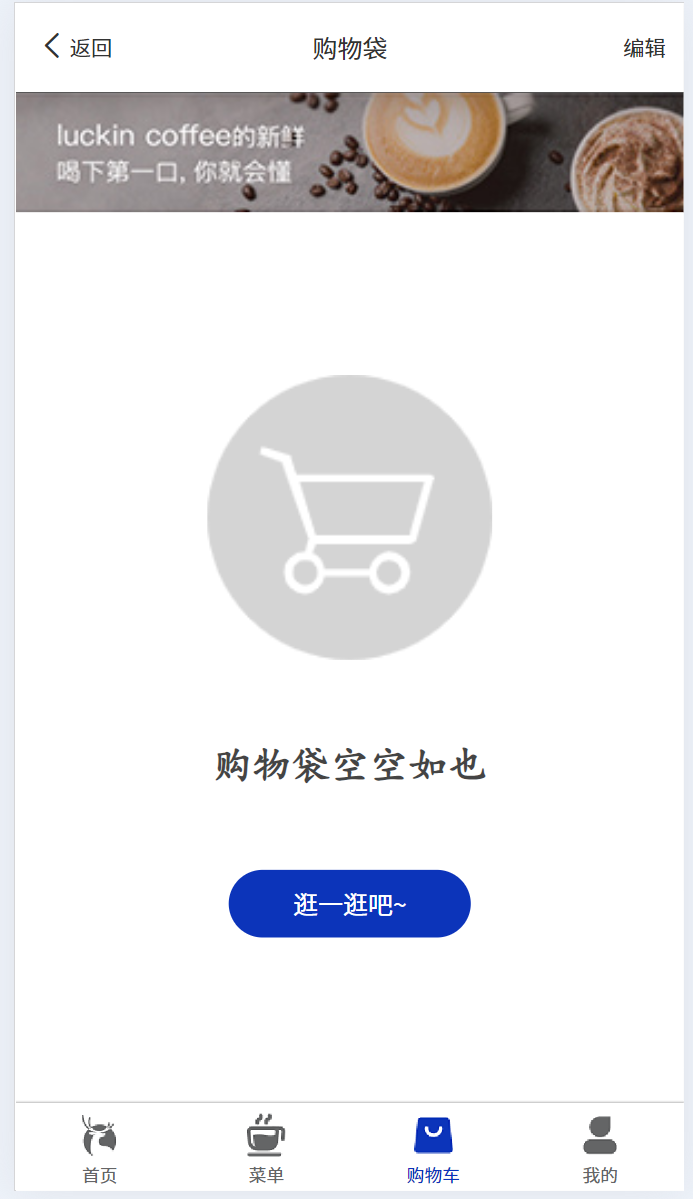 返回
购物袋
编辑
luckin coffee的新鲜
喝下第一口, 你就会懂
购物袋空空如也
逛一逛吧~
首页
菜单
购物车
我的